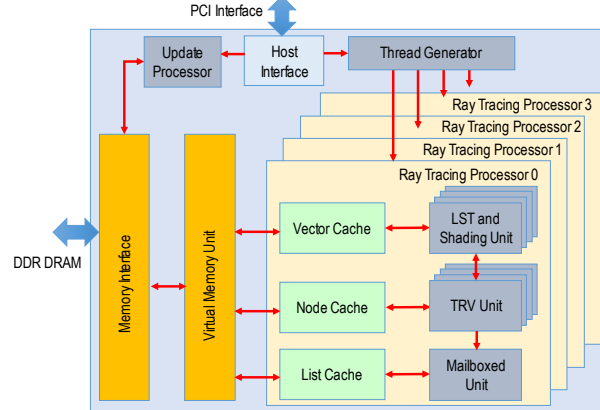 PCI Interface
Update
Processor
Host
Interface
Thread Generator
Ray Tracing Processor 3
Ray Tracing Processor 2
Ray Tracing Processor 1
Ray Tracing Processor 0
DDR DRAM
Memory Interface
Virtual Memory Unit
Vector Cache
LST and
Shading Unit
Node Cache
TRV Unit
List Cache
Mailboxed
Unit